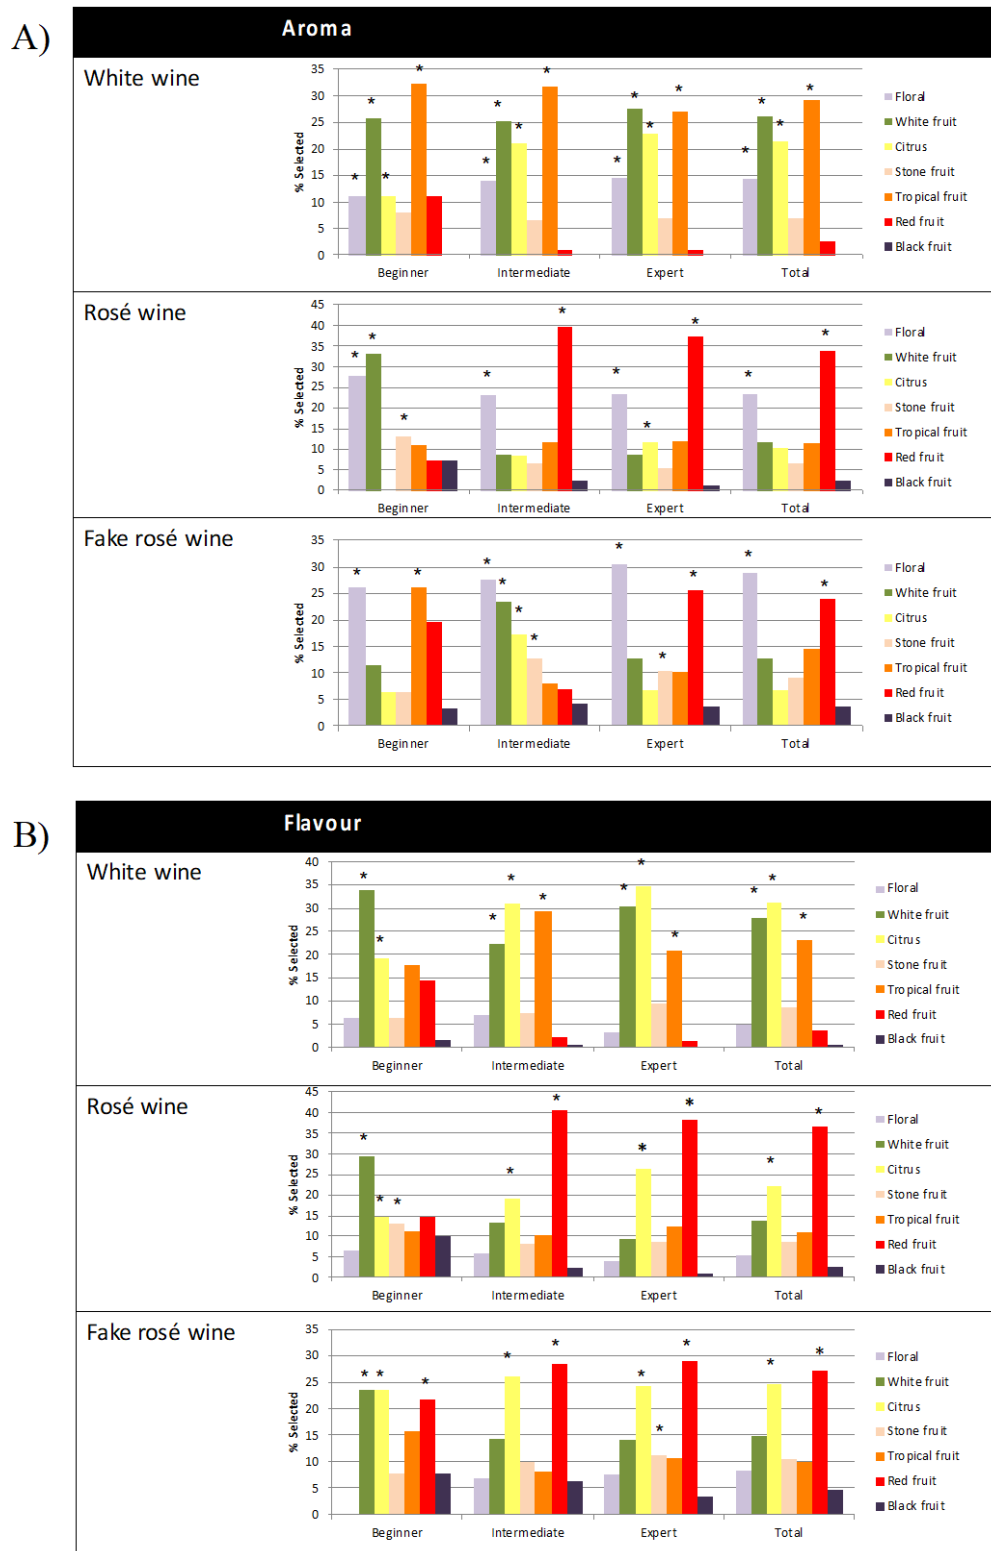 A)
Aroma
White wine
% Selected
35
30
25
20
15
10
5
0
* * * * * * * * * * * * * * * *
Beginner Intermediate Expert Total
Floral
White fruit
Citrus
Stone fruit
Tropical fruit
Red fruit
Black fruit
Rosé wine
% Selected
45
40
35
30
25
20
15
10
5
0
* * * * * * * * * *
Beginner Intermediate Expert Total
Floral
White fruit
Citrus
Stone fruit
Tropical fruit
Red fruit
Black fruit
Fake rosé wine
% Selected
35
30
25
20
15
10
5
0
* * * * * * * * * * *
Beginner Intermediate Expert Total
Floral
White fruit
Citrus
Stone fruit
Tropical fruit
Red fruit
Black fruit
B)
Flavour
White wine
% Selected
40
35
30
25
20
15
10
5
0
* * * * * * * * * * *
Beginner Intermediate Expert Total
Floral
White fruit
Citrus
Stone fruit
Tropical fruit
Red fruit
Black fruit
Rosé wine
% Selected
45
40
35
30
25
20
15
10
5
0
* * * * * * * * *
Beginner Intermediate Expert Total
Floral
White fruit
Citrus
Stone fruit
Tropical fruit
Red fruit
Black fruit
Fake rosé wine
% Selected
35
30
25
20
15
10
5
0
* * * * * * * * * *
Beginner Intermediate Expert Total
Floral
White fruit
Citrus
Stone fruit
Tropical fruit
Red fruit
Black fruit